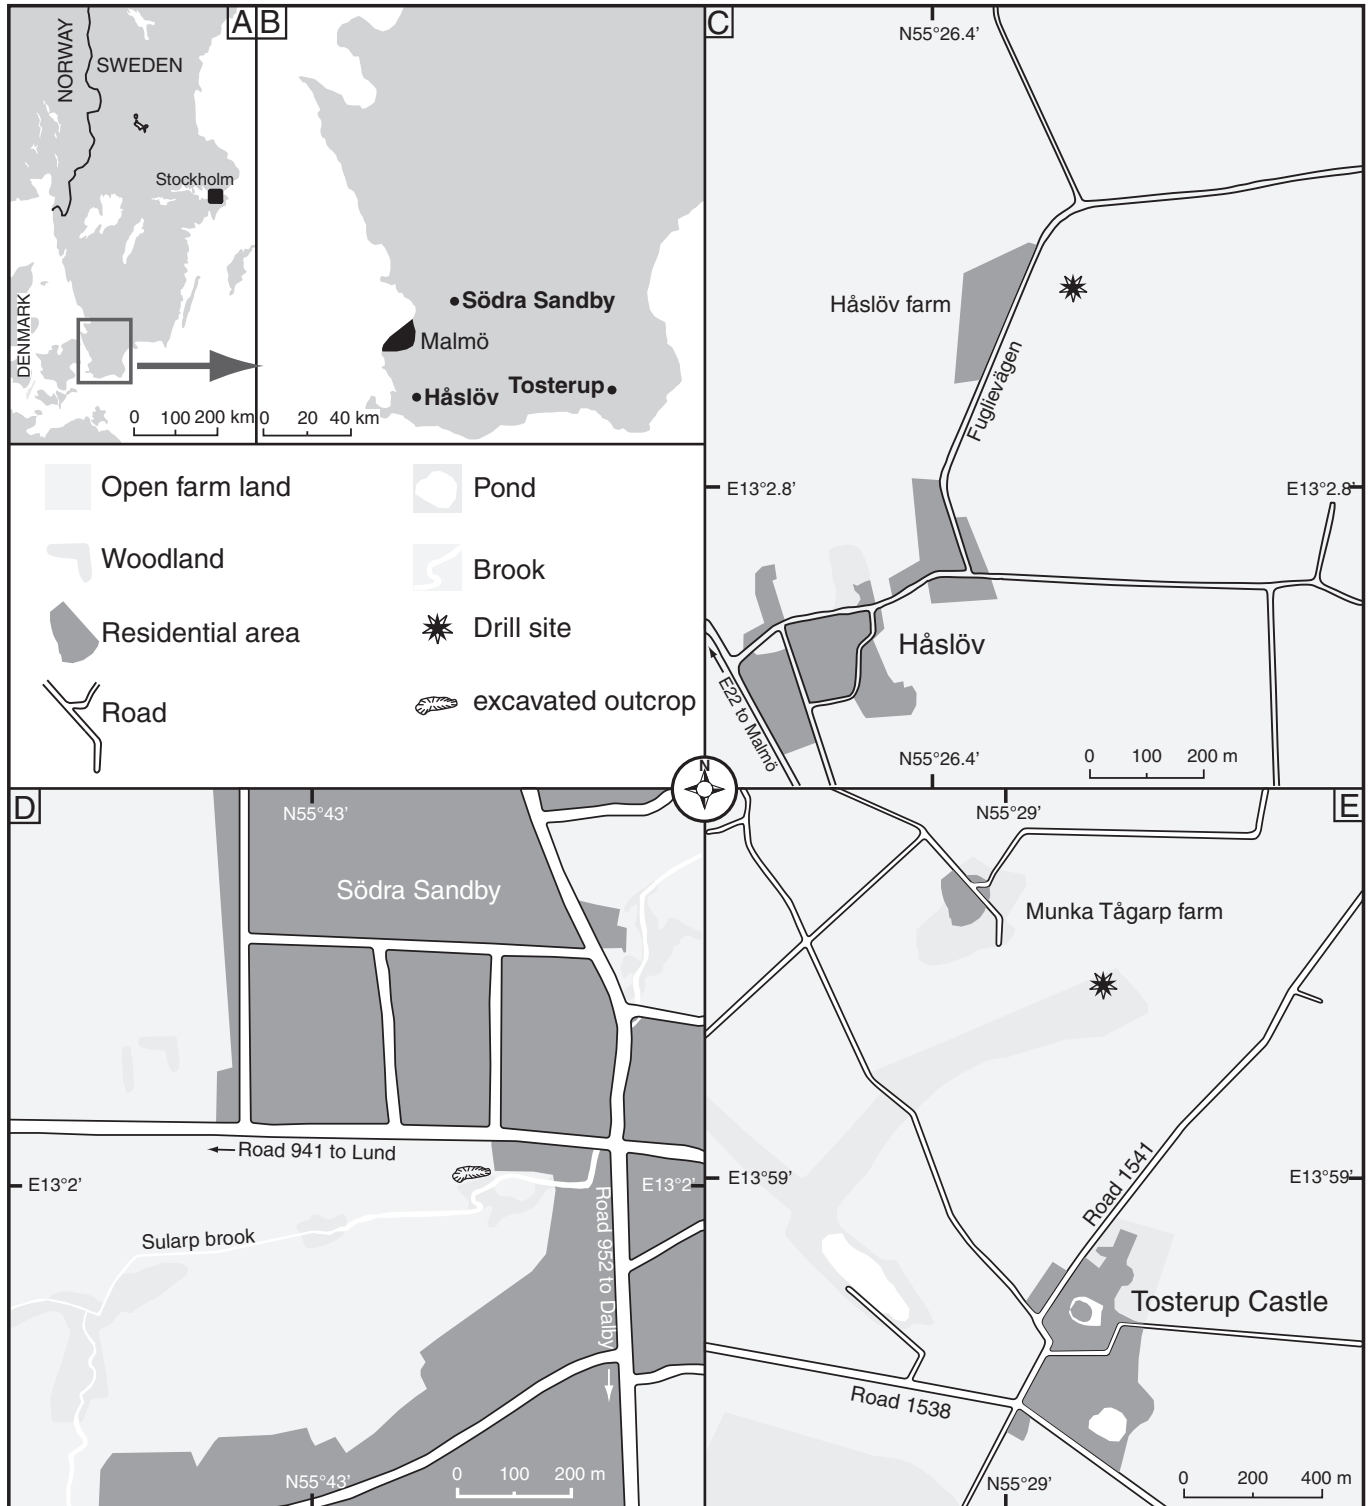 A
NORWAY
SWEDEN
Stockholm
DENMARK
0 100 200 km
B
Södra Sandby
Malmö
Håslöv
Tosterup
0 20 40 km
C
N55°26.4'
Håslöv farm
Fuglievägen
E13°2.8'
E13°2.8'
Håslöv
E22 to Malmö
N55°26.4'
0 100 200 m
Open farm land
Woodland
Residential area
Road
Pond
Brook
Drill site
excavated outcrop
N
D
N55°43'
Södra Sandby
Road 941 to Lund
E13°2'
E13°2'
Sularp brook
Road 952 to Dalby
N55°43'
0 100 200 m
E
N55°29'
Munka Tågarp farm
E13°59'
E13°59'
Road 1541
Tosterup Castle
Road 1538
N55°29'
0 200 400 m